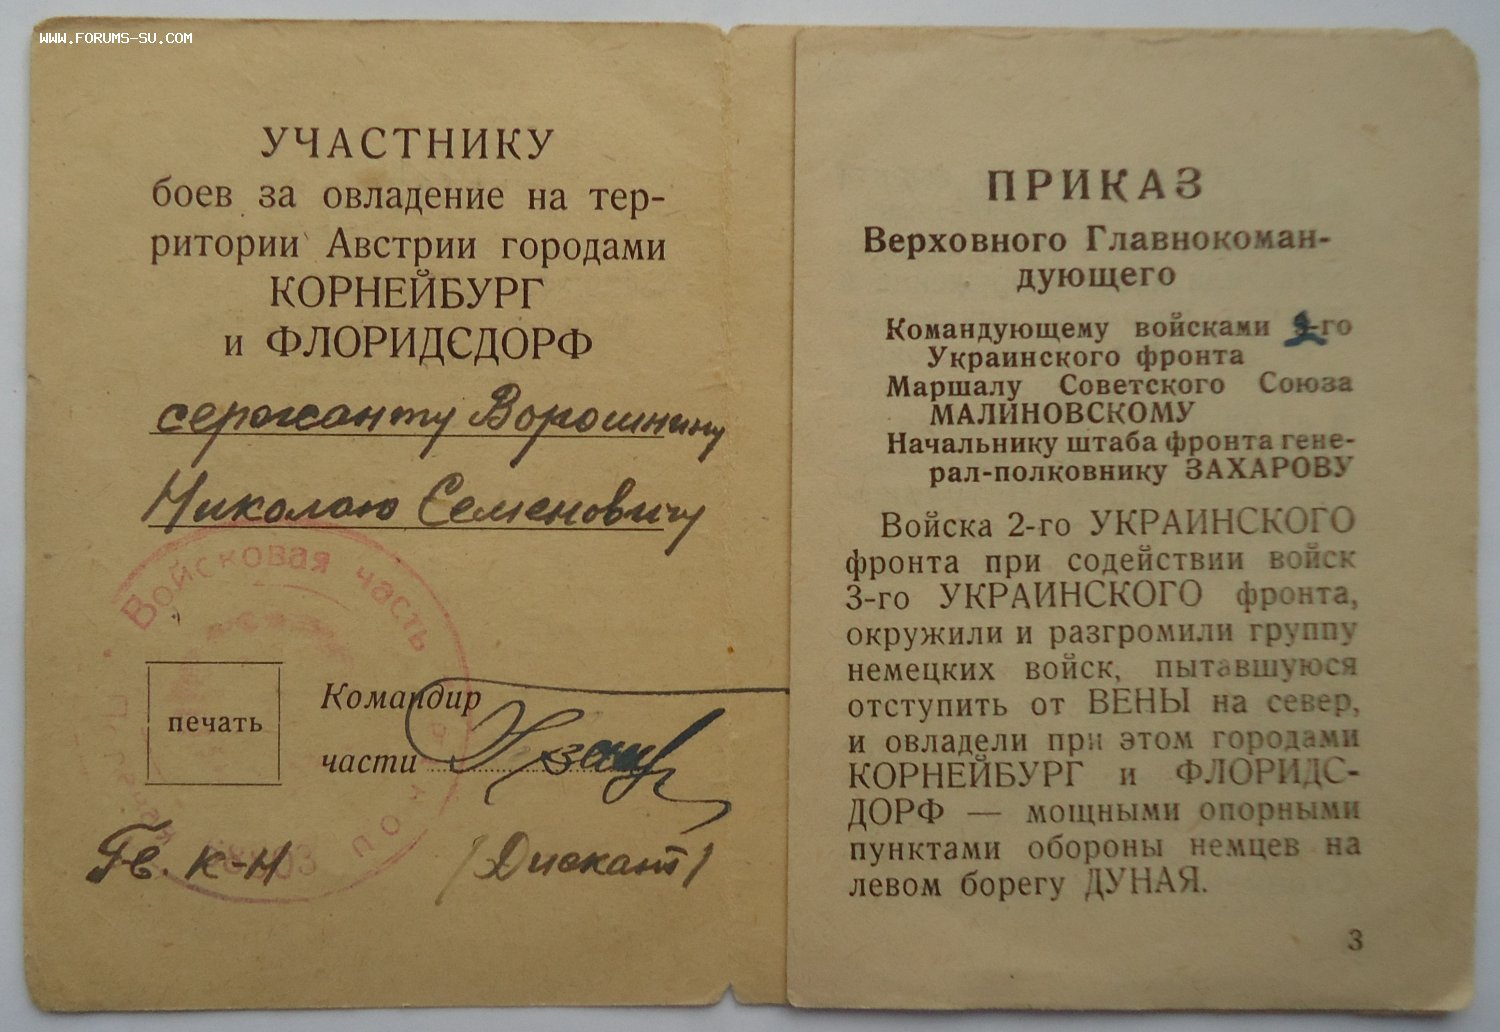 WWW.FORUMS-SU.COM
УЧАСТНИКУ
боев за овладение на тер-
ритории Австрии городами
КОРНЕЙБУРГ
и ФЛОРИДСДОРФ
сержанту Ворошнину
Николаю Семеновичу
Войсковая часть
печать
Командир
части
Гв. к-н
/Дискант/
ПРИКАЗ
Верховного Главнокоман-
дующего
Командующему войсками 2-го
Украинского фронта
Маршалу Советского Союза
МАЛИНОВСКОМУ
Начальнику штаба фронта гене-
рал-полковнику ЗАХАРОВУ
Войска 2-го УКРАИНСКОГО
фронта при содействии войск
3-го УКРАИНСКОГО фронта,
окружили и разгромили группу
немецких войск, пытавшуюся
отступить от ВЕНЫ на север,
и овладели при этом городами
КОРНЕЙБУРГ и ФЛОРИДС-
ДОРФ — мощными опорными
пунктами обороны немцев на
левом борегу ДУНАЯ.
3